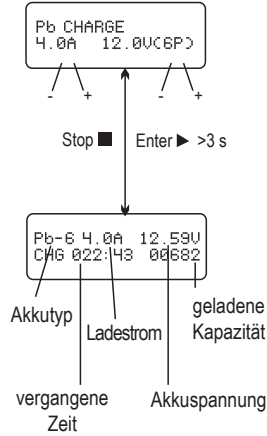 Pb CHARGE
4.0A 12.0V(6P)
- + - +
Stop ■ Enter ▶ >3 s
Pb-6 4.0A 12.59V
CHG 022:43 00682
Akkutyp
Ladestrom
geladene
Kapazität
vergangene
Zeit
Akkuspannung